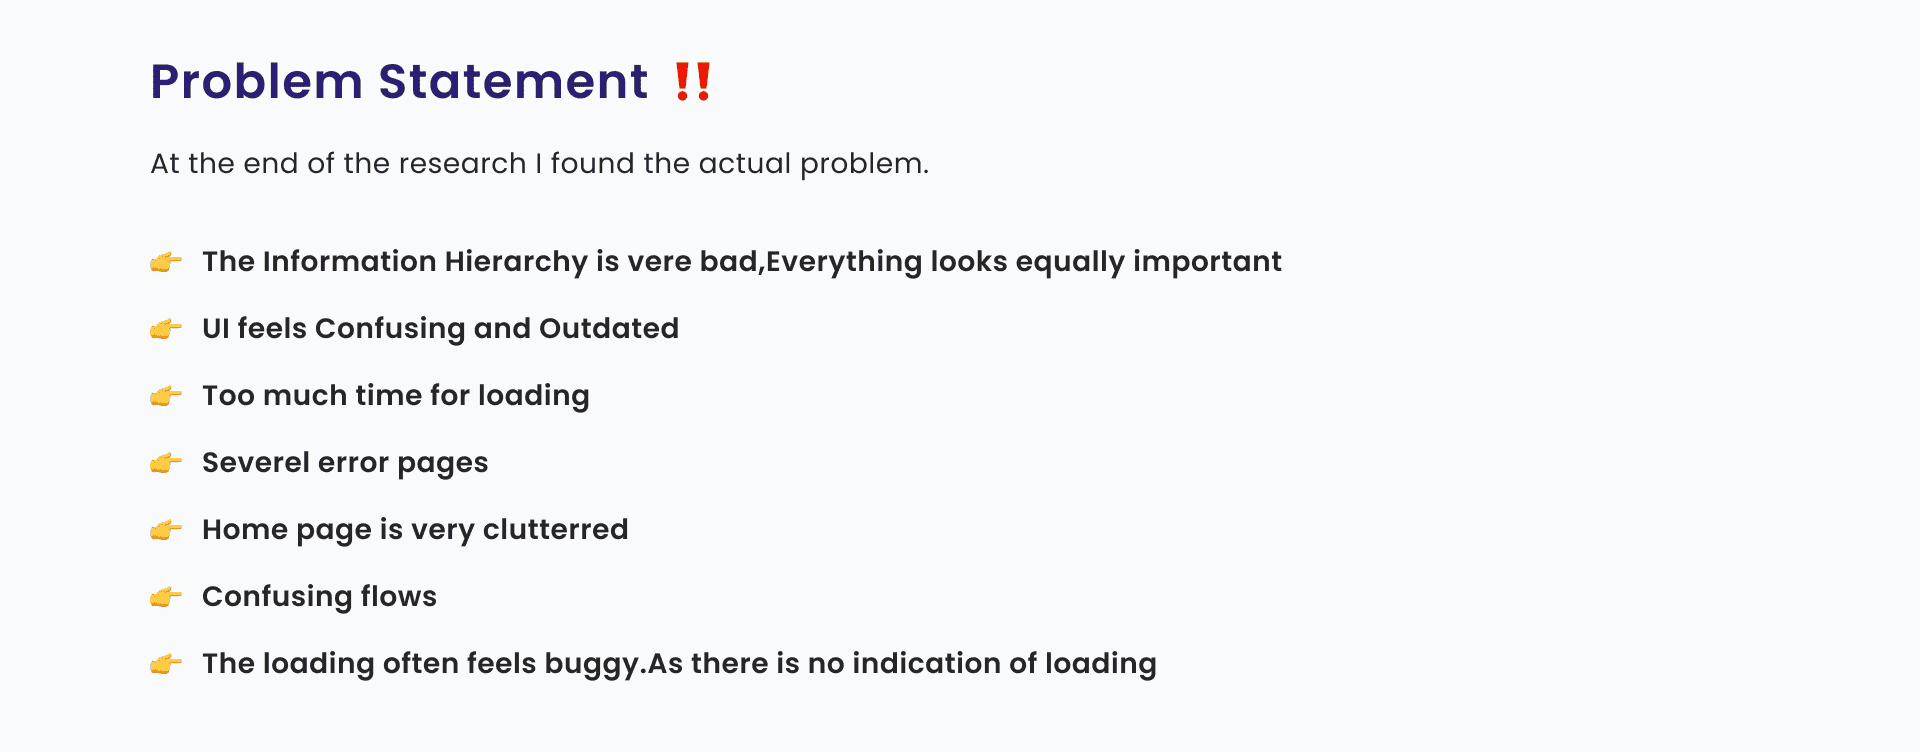 Problem Statement ‼️
At the end of the research I found the actual problem.
👉 The Information Hierarchy is vere bad,Everything looks equally important
👉 UI feels Confusing and Outdated
👉 Too much time for loading
👉 Severel error pages
👉 Home page is very clutterred
👉 Confusing flows
👉 The loading often feels buggy.As there is no indication of loading